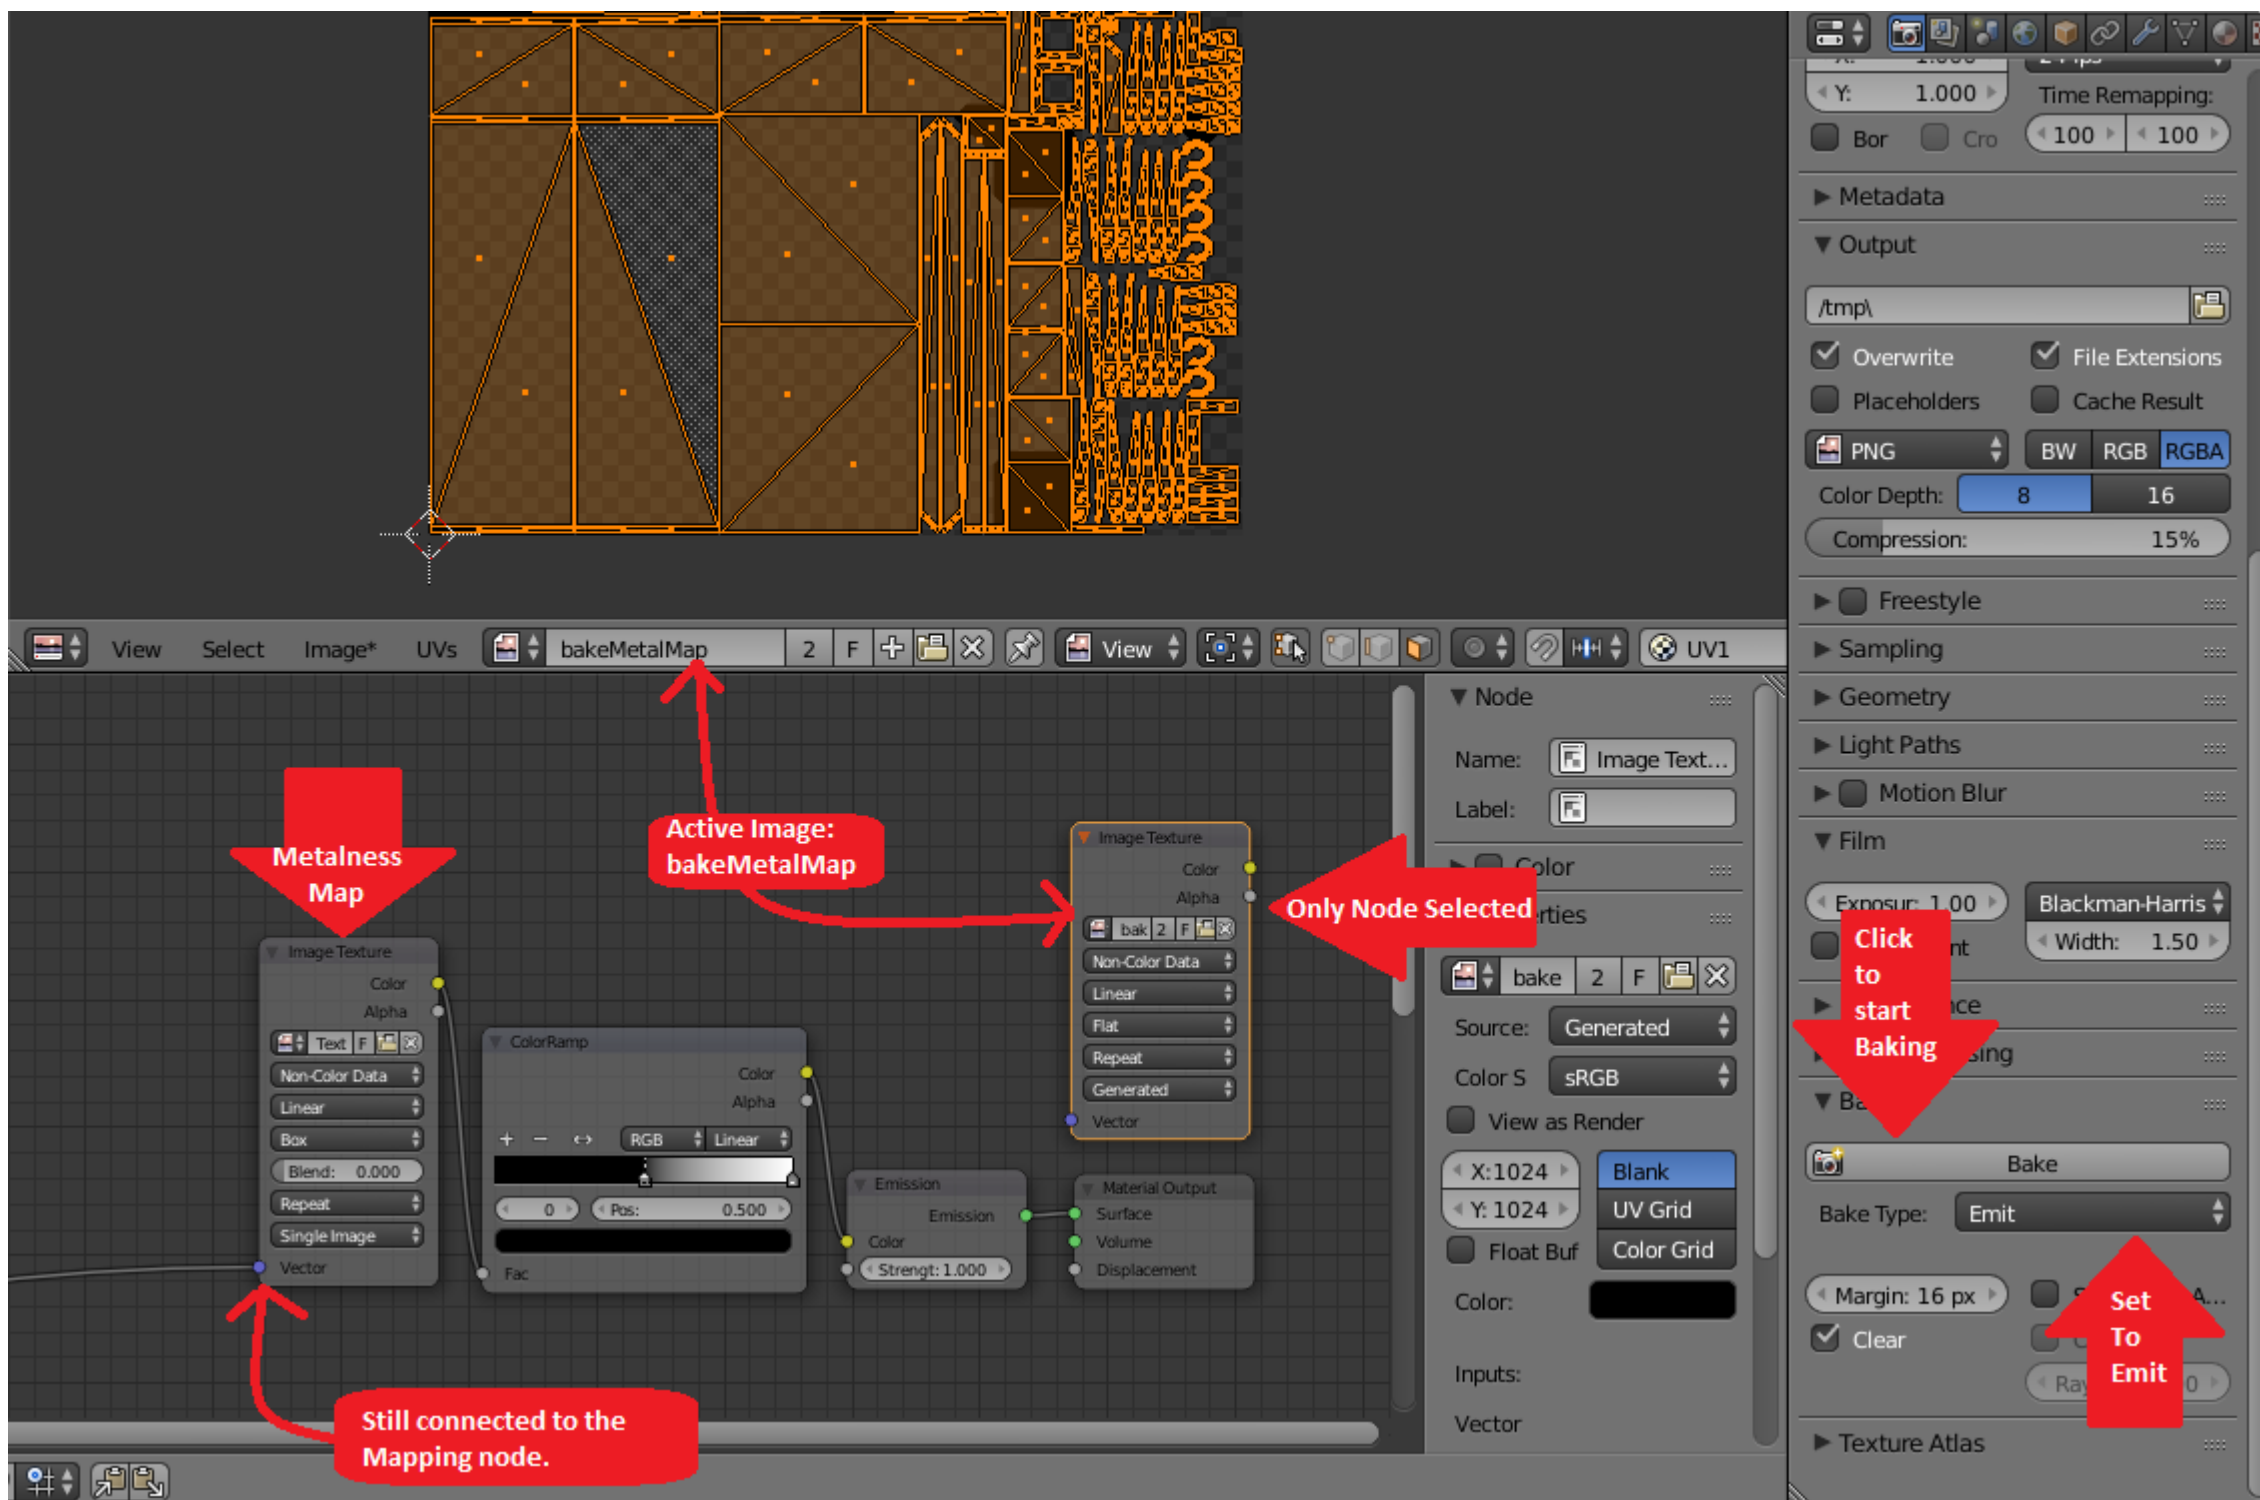 Y: 1.000
Time Remapping:
Bor
Cro
100
100
Metadata
Output
/tmp\
Overwrite
File Extensions
Placeholders
Cache Result
PNG
BW
RGB
RGBA
Color Depth:
8
16
Compression: 15%
Freestyle
Sampling
Geometry
Light Paths
Motion Blur
Film
Exposur: 1.00
Blackman-Harris
Width: 1.50
Click
to
start
Baking
Bake
Bake Type:
Emit
Margin: 16 px
Clear
Set
To
Emit
Texture Atlas
View
Select
Image*
UVs
bakeMetalMap
2
F
View
UV1
Metalness
Map
Active Image:
bakeMetalMap
Only Node Selected
Still connected to the
Mapping node.
Image Texture
Color
Alpha
Text
F
Non-Color Data
Linear
Box
Blend: 0.000
Repeat
Single Image
Vector
ColorRamp
Color
Alpha
+
−
RGB
Linear
0
Pos: 0.500
Fac
Emission
Emission
Color
Strengt: 1.000
Image Texture
Color
Alpha
bak
2
F
Non-Color Data
Linear
Flat
Repeat
Generated
Vector
Material Output
Surface
Volume
Displacement
Node
Name:
Image Text...
Label:
Color
bake
2
F
Source:
Generated
Color S
sRGB
View as Render
X:1024
Y: 1024
Blank
UV Grid
Color Grid
Float Buf
Color:
Inputs:
Vector